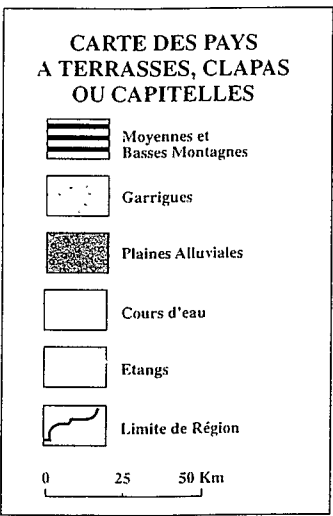 CARTE DES PAYS
A TERRASSES, CLAPAS
OU CAPITELLES
Moyennes et
Basses Montagnes
Garrigues
Plaines Alluviales
Cours d'eau
Etangs
Limite de Région
0 25 50 Km